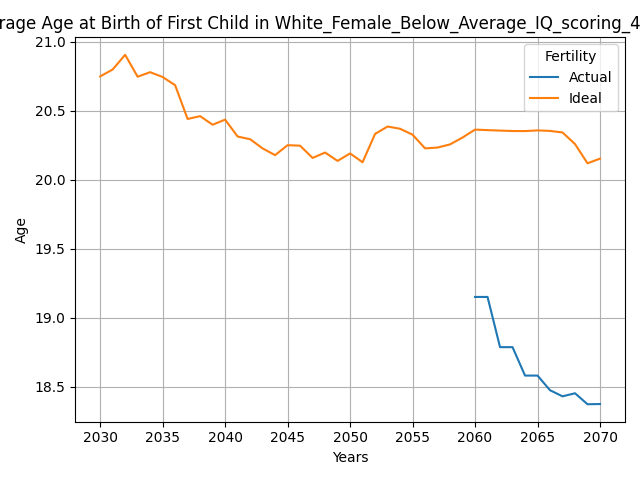 rage Age at Birth of First Child in White_Female_Below_Average_IQ_scoring_4
21.0
20.5
20.0
19.5
19.0
18.5
Age
2030 2035 2040 2045 2050 2055 2060 2065 2070
Years
Fertility
Actual
Ideal